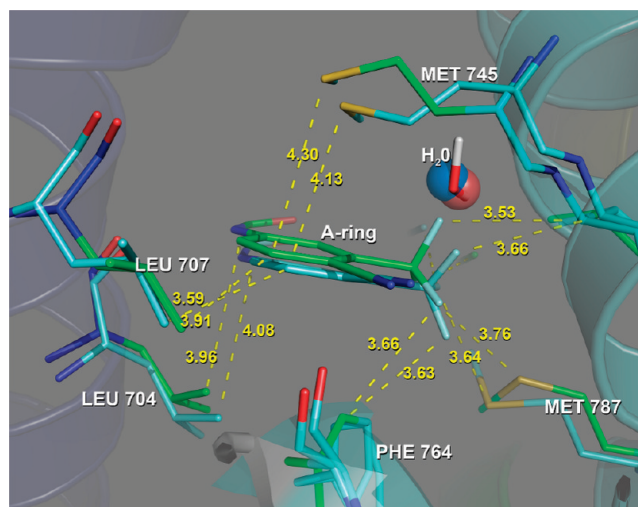 MET 745
H₂0
4.30
4.13
A-ring
3.53
3.66
LEU 707
3.59
3.91
4.08
3.96
3.66
3.76
3.64
3.63
LEU 704
MET 787
PHE 764